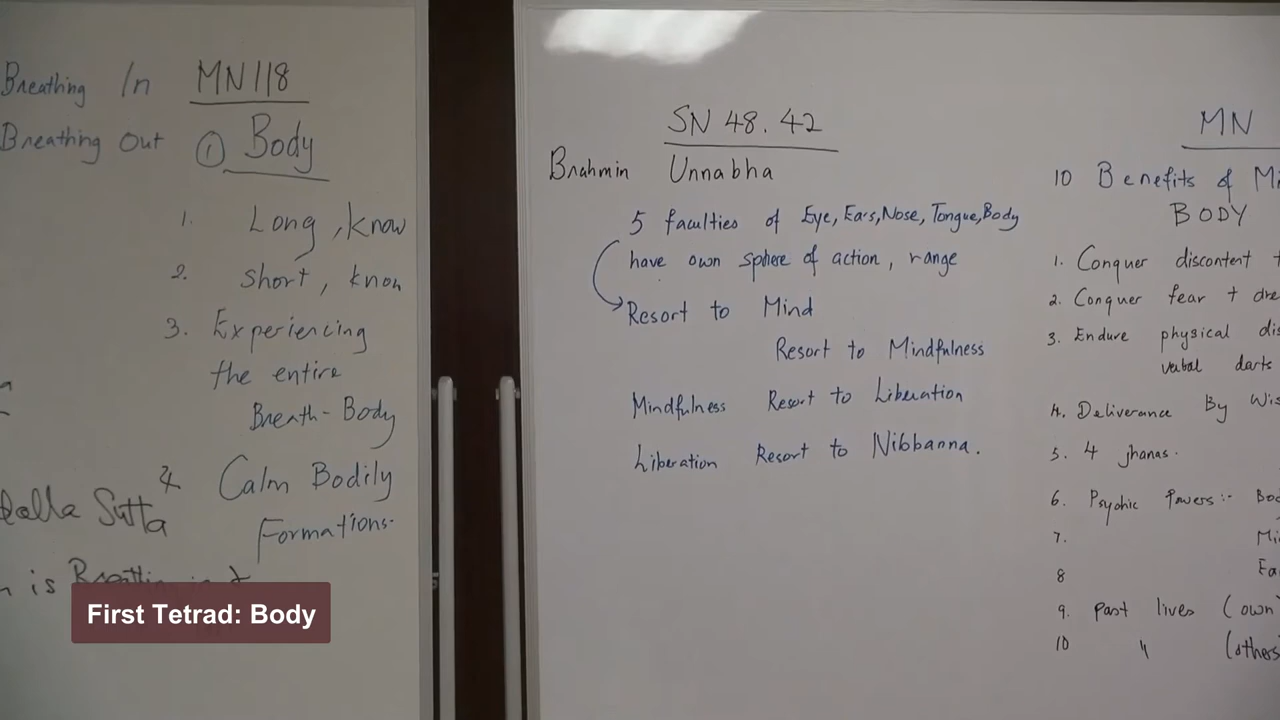 Breathing In MN 118
Breathing Out ① Body
1. Long, know
2. Short, know
3. Experiencing
the entire
Breath-Body
4. Calm Bodily
Formations.
Sutta
is
First Tetrad: Body
SN 48.42
Brahmin Unnabha
5 faculties of Eye, Ears, Nose, Tongue, Body
have own sphere of action, range
Resort to Mind
Resort to Mindfulness
Mindfulness Resort to Liberation
Liberation Resort to Nibbanna.
MN
10 Benefits of
BODY
1. Conquer discontent +
2. Conquer fear +
3. Endure physical
verbal darts
4. Deliverance By
5. 4 Jhanas.
6. Psychic Powers:-
7.
8
9. Past lives (own
10 " (others